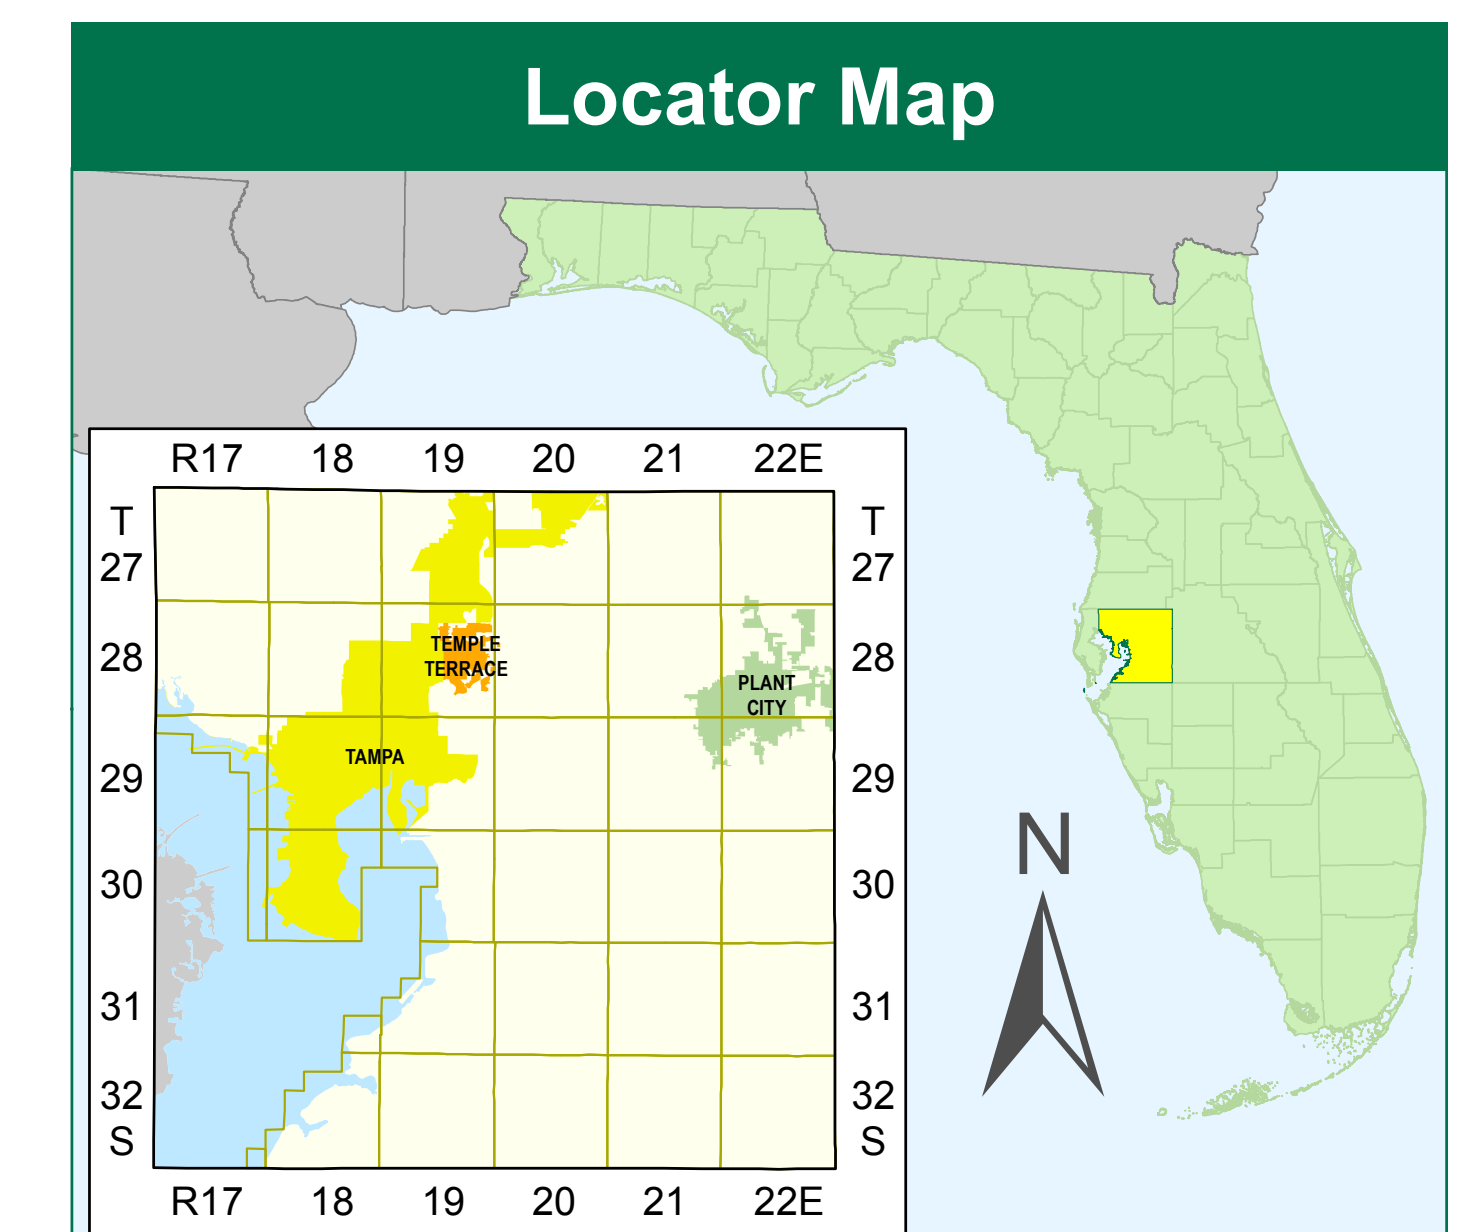 Locator Map
R17 18 19 20 21 22E
T T
27 27
TEMPLE
TERRACE
28 28
PLANT
CITY
TAMPA
29 29
N
30 30
31 31
32 32
S S
R17 18 19 20 21 22E